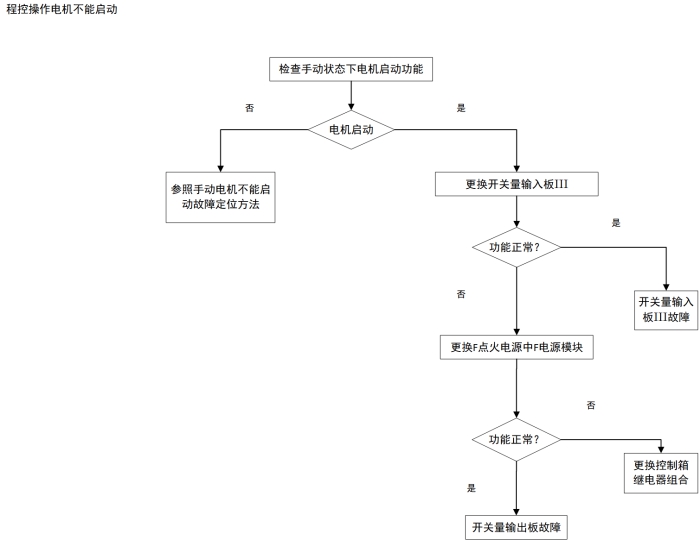 程控操作电机不能启动
检查手动状态下电机启动功能
否
是
电机启动
参照手动电机不能启
动故障定位方法
更换开关量输入板III
是
功能正常?
否
开关量输入
板III故障
更换F点火电源中F电源模块
否
功能正常?
更换控制箱
继电器组合
是
开关量输出板故障